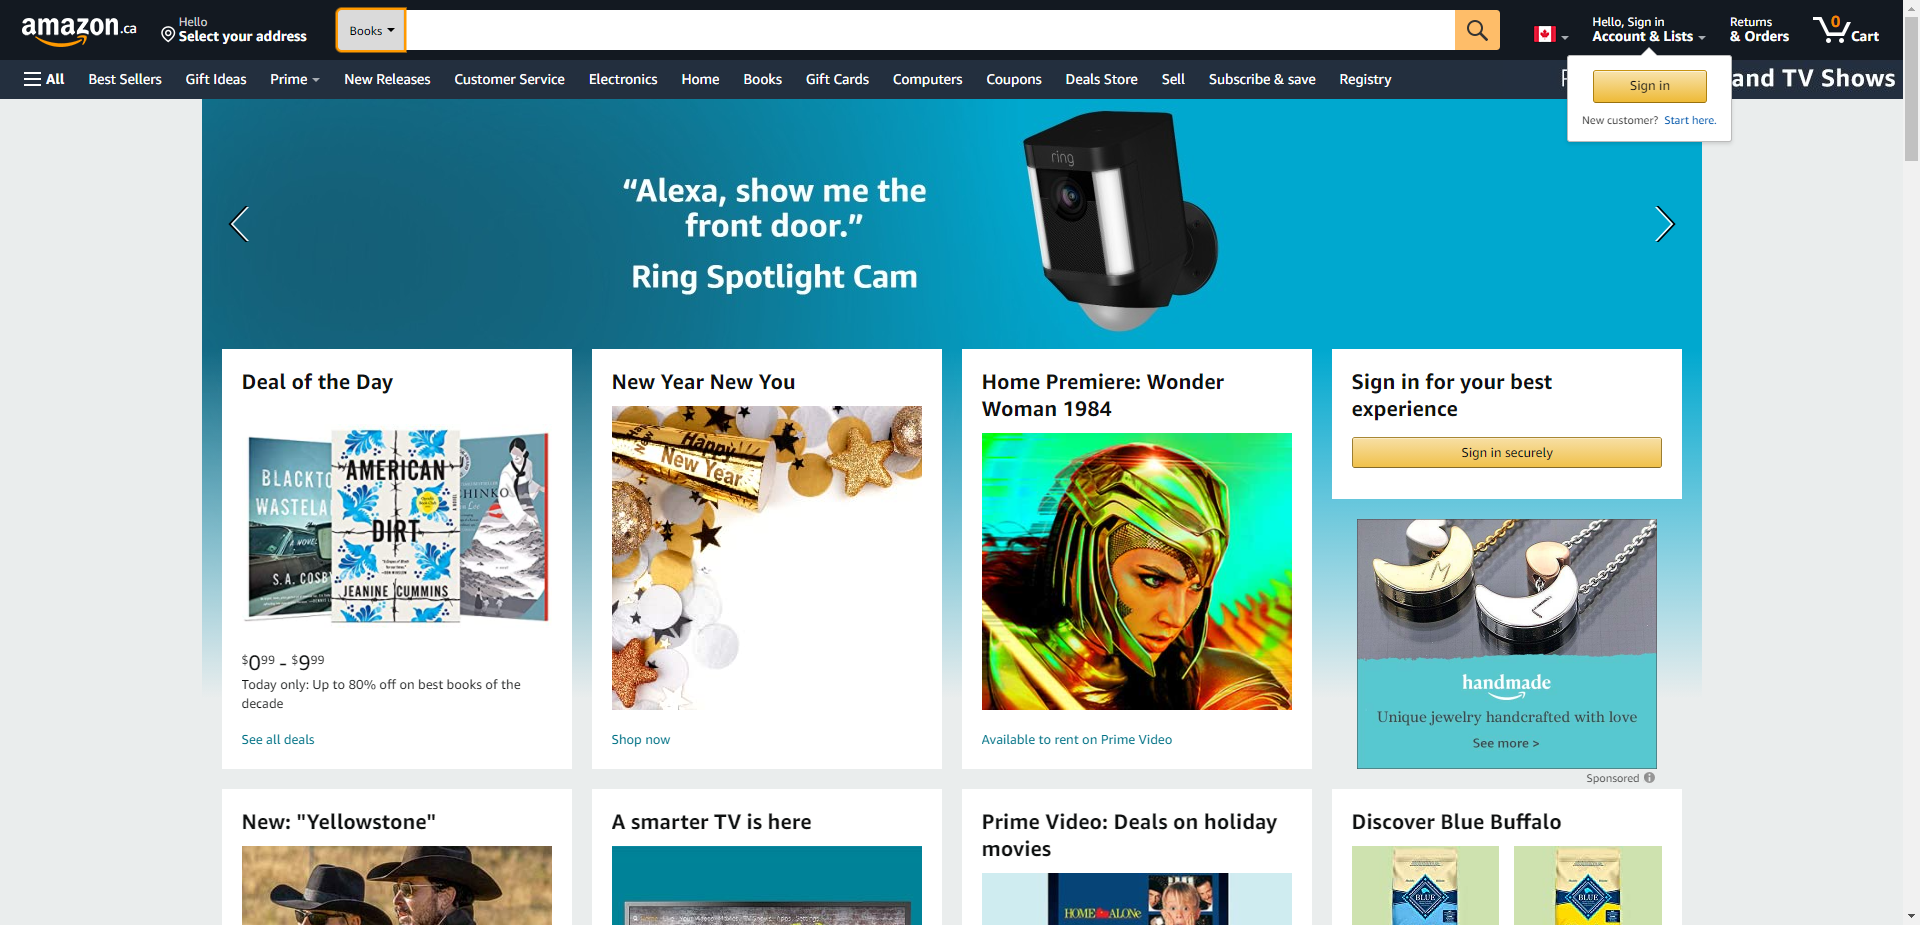 amazon.ca
Hello
Select your address
Books
Hello, Sign in
Account & Lists
Returns
& Orders
0
Cart
All
Best Sellers
Gift Ideas
Prime
New Releases
Customer Service
Electronics
Home
Books
Gift Cards
Computers
Coupons
Deals Store
Sell
Subscribe & save
Registry
and TV Shows
Sign in
New customer? Start here.
ring
“Alexa, show me the
front door.”
Ring Spotlight Cam
Deal of the Day
AMERICAN
DIRT
JEANINE CUMMINS
A NOVEL
$0.99 - $9.99
Today only: Up to 80% off on best books of the
decade
See all deals
New Year New You
Happy
New Year
Shop now
Home Premiere: Wonder
Woman 1984
Available to rent on Prime Video
Sign in for your best
experience
Sign in securely
M
L
handmade
Unique jewelry handcrafted with love
See more >
Sponsored
New: "Yellowstone"
A smarter TV is here
Prime Video: Deals on holiday
movies
HOME ALONE
Discover Blue Buffalo
BLUE
BLUE